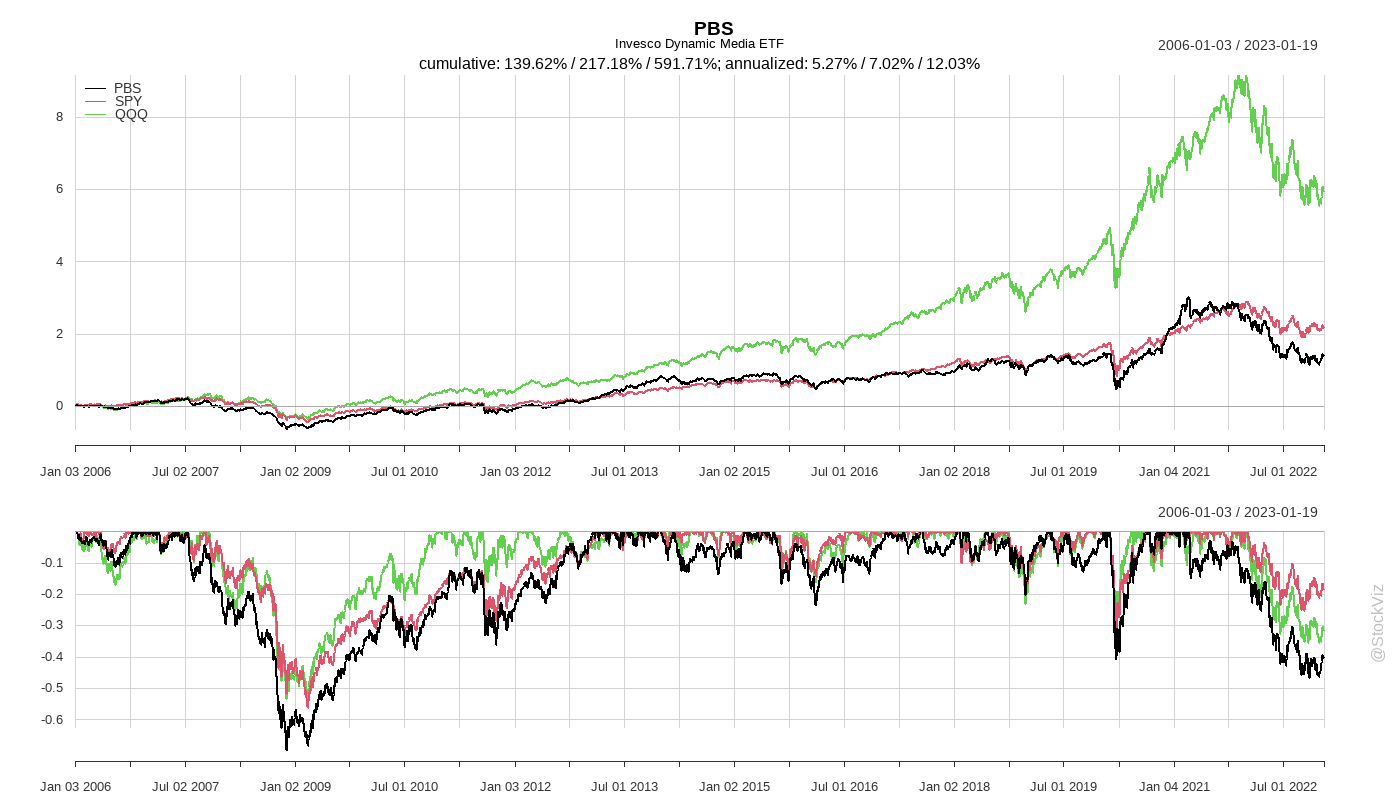 PBS
Invesco Dynamic Media ETF
2006-01-03 / 2023-01-19
cumulative: 139.62% / 217.18% / 591.71%; annualized: 5.27% / 7.02% / 12.03%
PBS
SPY
QQQ
8
6
4
2
0
Jan 03 2006 Jul 02 2007 Jan 02 2009 Jul 01 2010 Jan 03 2012 Jul 01 2013 Jan 02 2015 Jul 01 2016 Jan 02 2018 Jul 01 2019 Jan 04 2021 Jul 01 2022
2006-01-03 / 2023-01-19
-0.1
-0.2
-0.3
-0.4
-0.5
-0.6
Jan 03 2006 Jul 02 2007 Jan 02 2009 Jul 01 2010 Jan 03 2012 Jul 01 2013 Jan 02 2015 Jul 01 2016 Jan 02 2018 Jul 01 2019 Jan 04 2021 Jul 01 2022
@StockViz